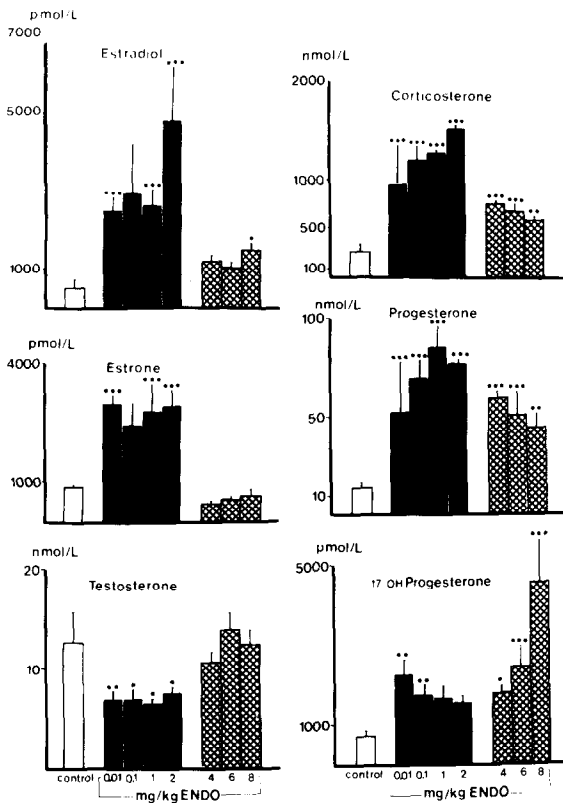 pmol/L
7000
Estradiol
5000
1000
nmol/L
2000
Corticosterone
1000
500
100
pmol/L
4000
Estrone
1000
nmol/L
100
Progesterone
50
10
nmol/L
20
Testosterone
10
control 0.01 0.1 1 2 4 6 8
mg/kg ENDO
µmol/L
5000
17 OH Progesterone
1000
control 0.01 0.1 1 2 4 6 8
mg/kg ENDO